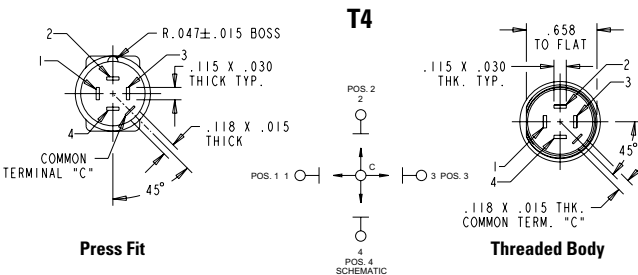 T4
2
R.047±.015 BOSS
1
3
.115 X .030
THICK TYP.
4
.118 X .015
THICK
COMMON
TERMINAL "C"
45°
Press Fit
POS. 2
2
POS. 1 1
C
3 POS. 3
4
POS. 4
SCHEMATIC
.658
TO FLAT
.115 X .030
THK. TYP.
2
3
1
4
45°
.118 X .015 THK.
COMMON TERM. "C"
Threaded Body